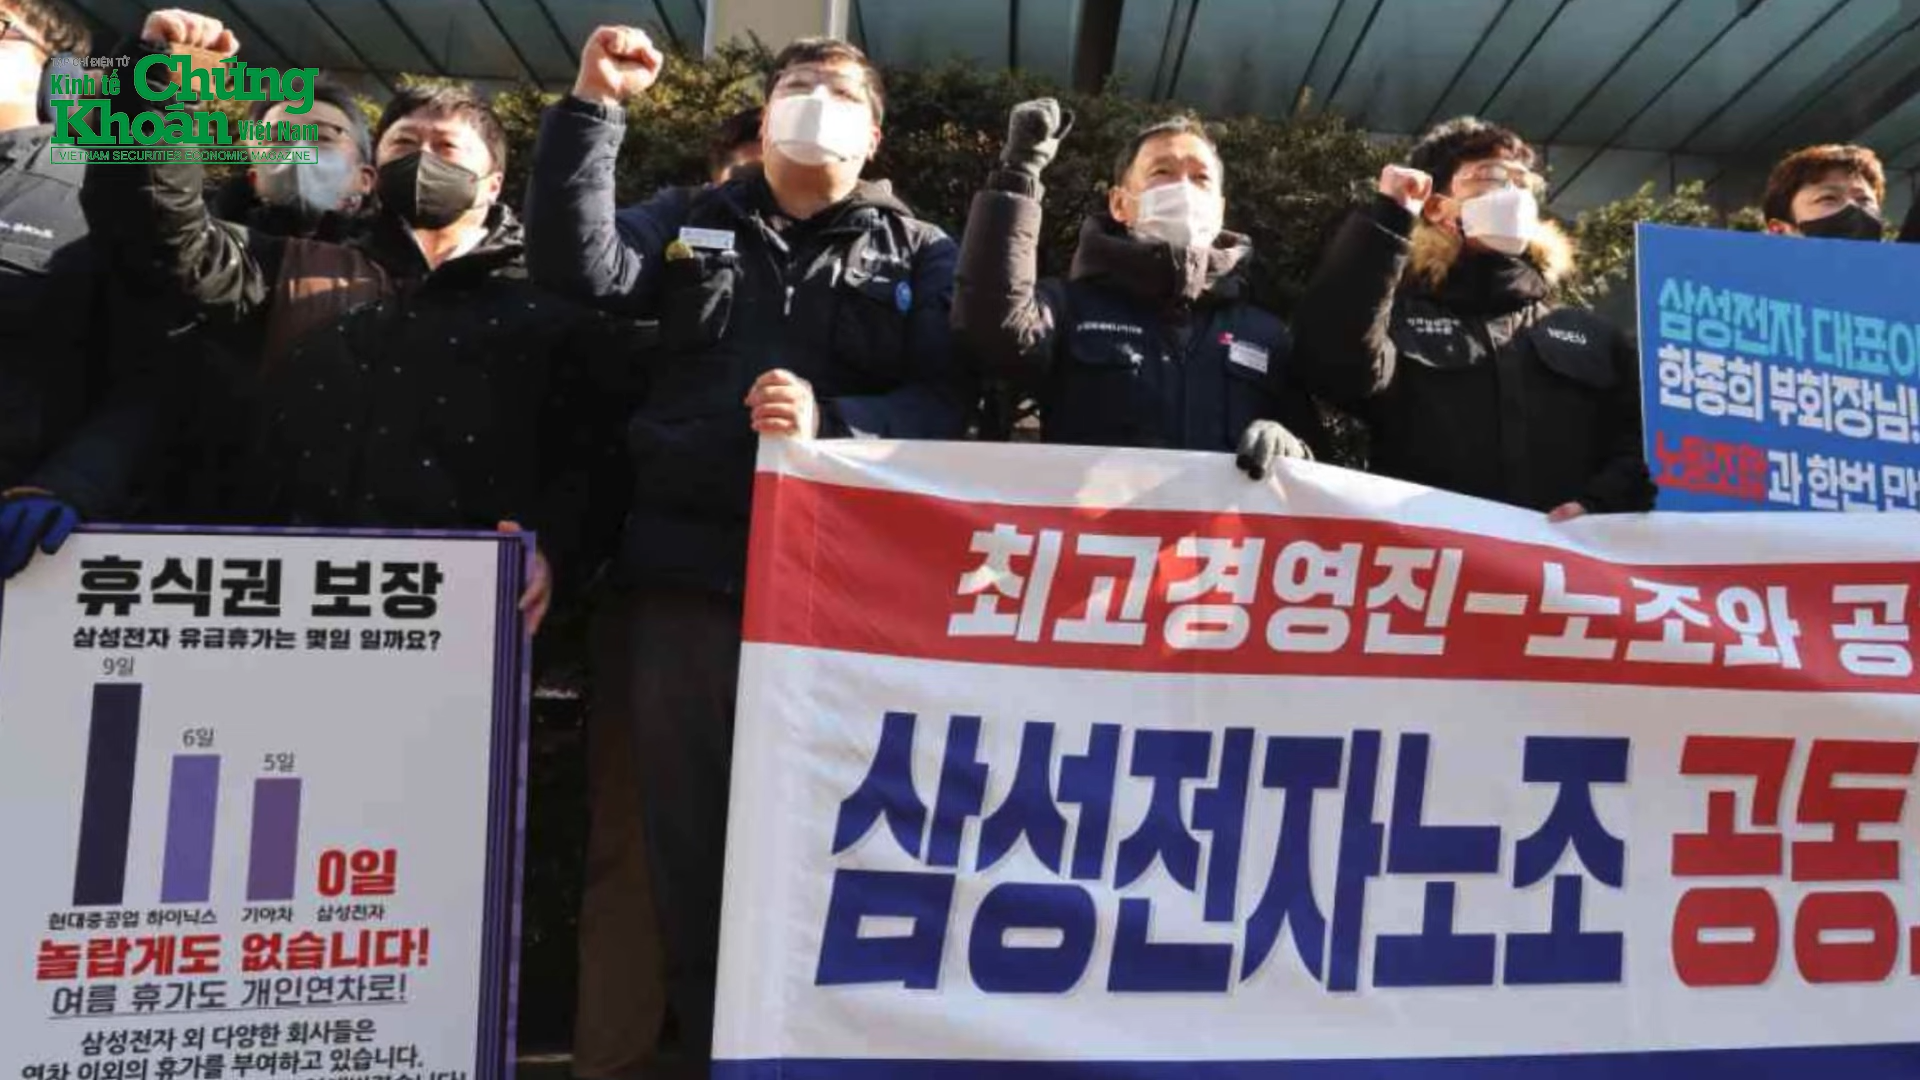 TẠP CHÍ ĐIỆN TỬ
Kinh tế Chứng
Khoán Việt Nam
VIETNAM SECURITIES ECONOMIC MAGAZINE
NSEU
삼성전자 대표이
한종희 부회장님!
노동조합과 한번 만
최고경영진-노조와 공
삼성전자노조 공동
휴식권 보장
삼성전자 유급휴가는 몇일 일까요?
9일
6일
5일
0일
현대중공업 하이닉스 기아차 삼성전자
놀랍게도 없습니다!
여름 휴가도 개인연차로!
삼성전자 외 다양한 회사들은
연차 이외의 휴가를 부여하고 있습니다.